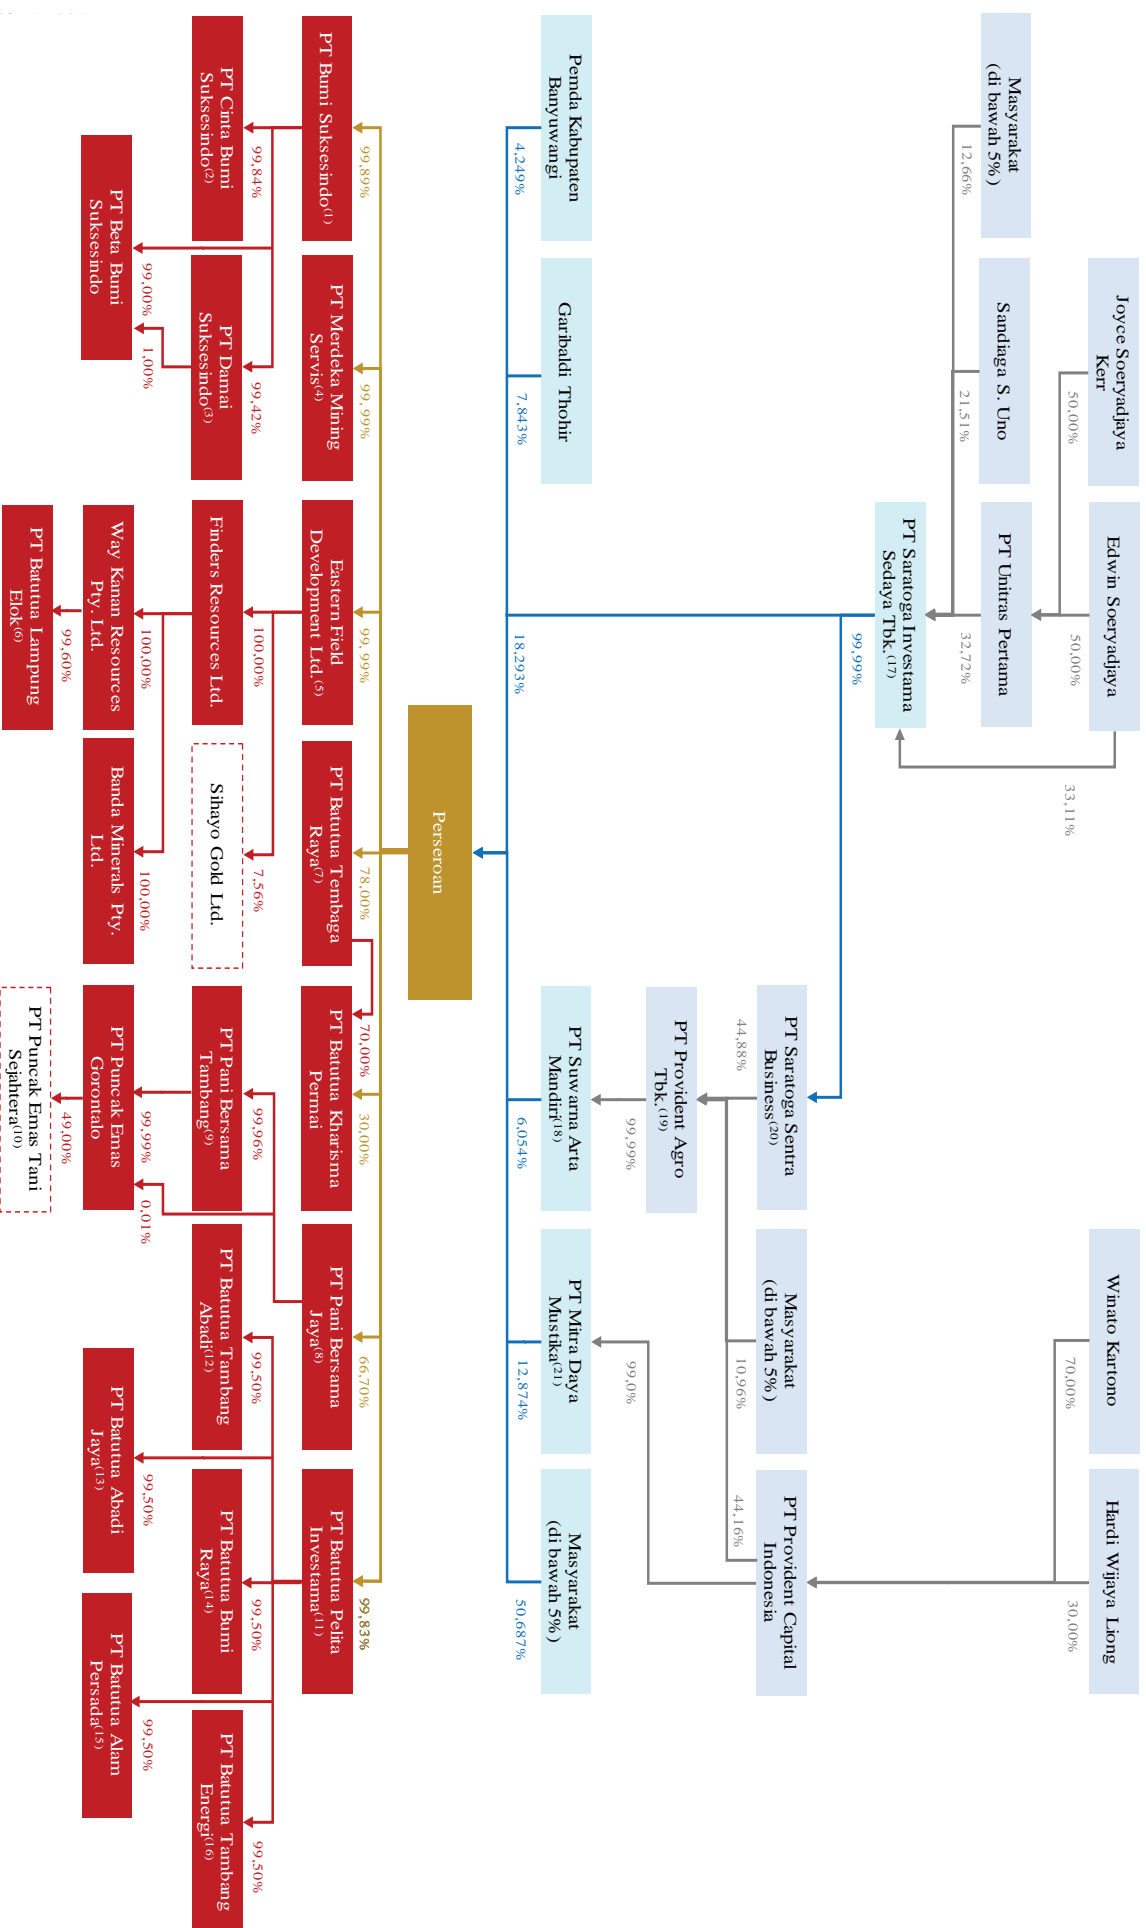 Joyce Soeryadjaya
Kerr
Edwin Soeryadjaya
Winato Kartono
Hardi Wijaya Liong
50,00%
50,00%
33,11%
70,00%
30,00%
Masyarakat
(di bawah 5%)
Sandiaga S. Uno
PT Unitras Pertama
12,66%
21,51%
32,72%
PT Saratoga Investama
Sedaya Tbk.(17)
99,99%
PT Saratoga Sentra
Business(20)
Masyarakat
(di bawah 5%)
PT Provident Capital
Indonesia
44,88%
10,96%
44,16%
PT Provident Agro
Tbk.(19)
99,99%
99,0%
Pemda Kabupaten
Banyuwangi
Garibaldi Thohir
PT Suwarna Arta
Mandiri(18)
PT Mitra Daya
Mustika(21)
Masyarakat
(di bawah 5%)
4,249%
7,843%
18,293%
6,054%
12,874%
50,687%
Perseroan
99,89%
99,99%
99,99%
78,00%
70,00%
30,00%
66,70%
99,83%
PT Bumi Suksesindo(1)
PT Merdeka Mining
Servis(4)
Eastern Field
Development Ltd.(5)
PT Batutua Tembaga
Raya(7)
PT Batutua Kharisma
Permai
PT Pani Bersama
Jaya(8)
PT Batutua Pelita
Investama(11)
99,84%
99,42%
100,00%
7,56%
99,96%
99,50%
99,50%
99,50%
PT Cinta Bumi
Suksesindo(2)
PT Damai
Suksesindo(3)
Finders Resources Ltd.
Sihayo Gold Ltd.
PT Pani Bersama
Tambang(9)
PT Batutua Tambang
Abadi(12)
PT Batutua Bumi
Raya(14)
PT Batutua Tambang
Energi(16)
99,00%
1,00%
100,00%
100,00%
99,99%
0,01%
99,50%
99,50%
PT Beta Bumi
Suksesindo
Way Kanan Resources
Pty. Ltd.
Banda Minerals Pty.
Ltd.
PT Puncak Emas
Gorontalo
PT Batutua Abadi
Jaya(13)
PT Batutua Alam
Persada(15)
99,60%
49,00%
PT Batutua Lampung
Elok(6)
PT Puncak Emas Tani
Sejahtera(10)